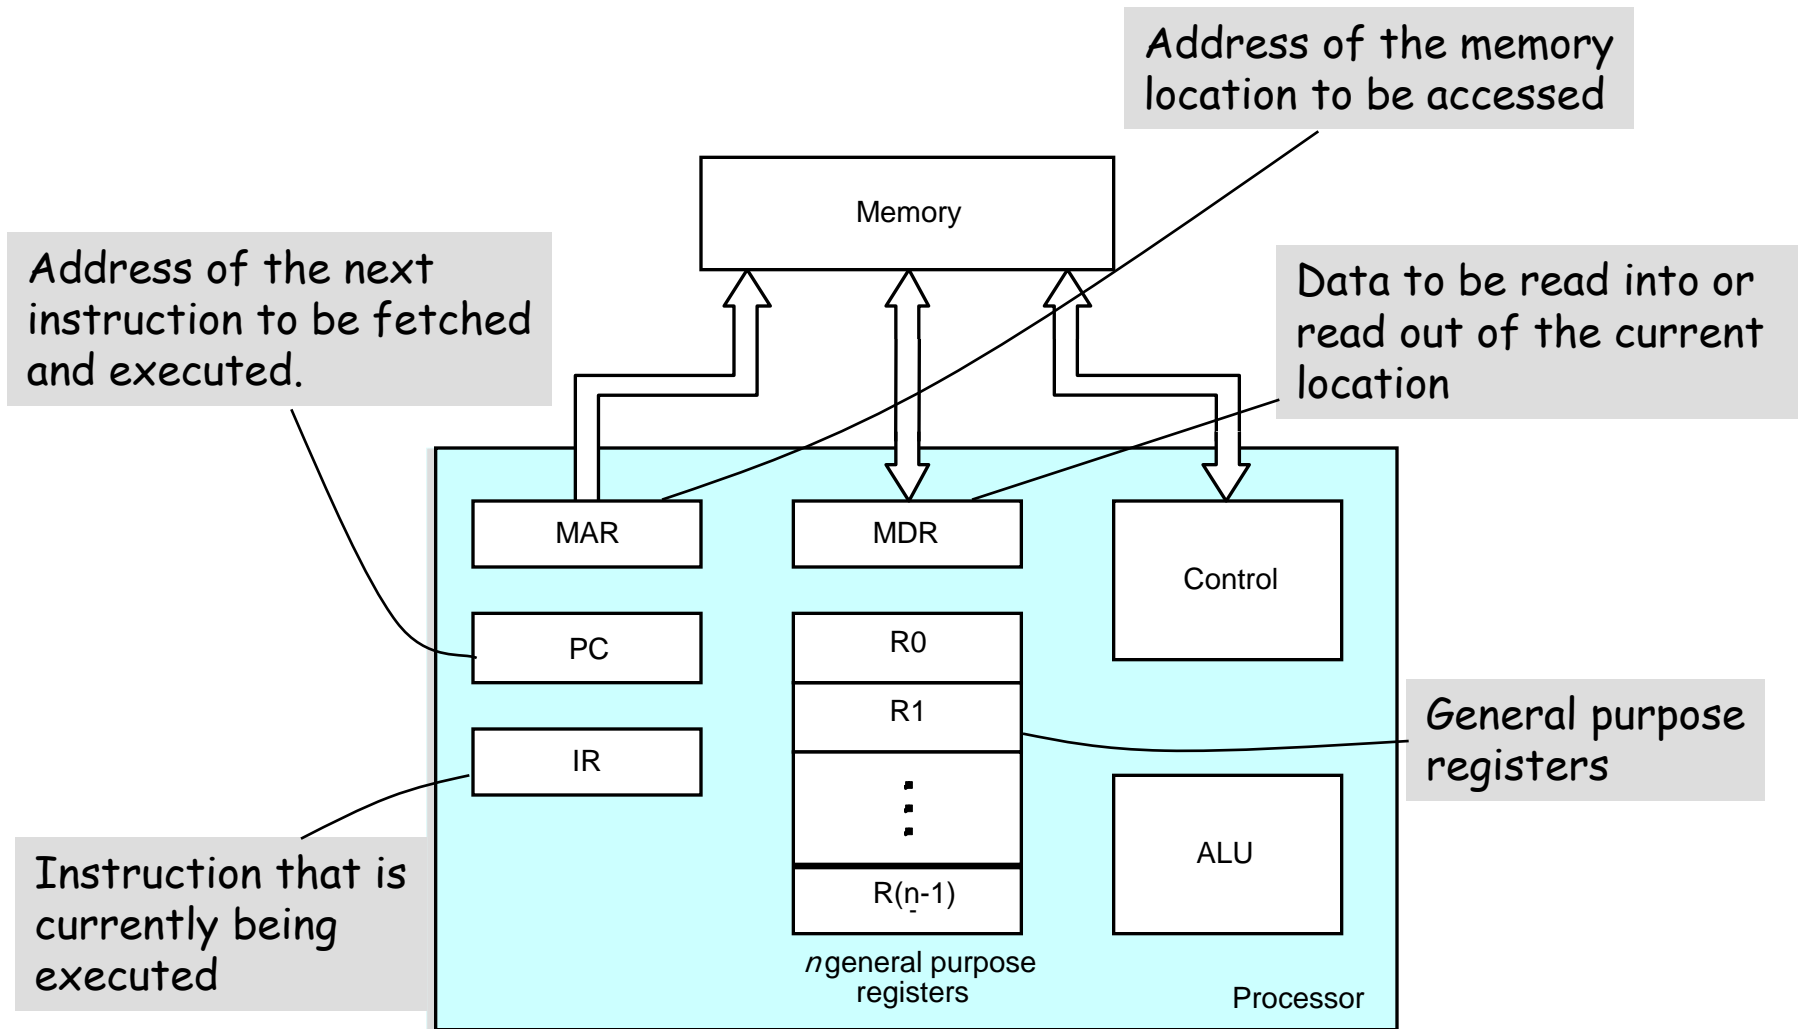 Address of the memory
location to be accessed
Memory
Address of the next
instruction to be fetched
and executed.
Data to be read into or
read out of the current
location
MAR
MDR
Control
PC
R0
R1
IR
General purpose
registers
ALU
Instruction that is
currently being
executed
R(n-1)
n general purpose
registers
Processor